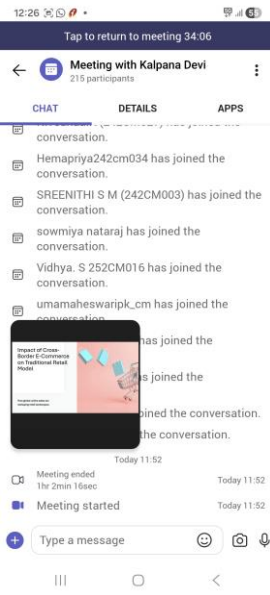 12:26
Tap to return to meeting 34:06
Meeting with Kalpana Devi
215 participants
CHAT
DETAILS
APPS
conversation.
Hemapriya242cm034 has joined the
conversation.
SREENITHI S M (242CM003) has joined the
conversation.
sowmiya nataraj has joined the
conversation.
Vidhya. S 252CM016 has joined the
conversation.
umamaheswaripk_cm has joined the
conversation.
has joined the
Impact of Cross-
Border E-Commerce
on Traditional Retail
Model
as joined the
joined the conversation.
the conversation.
Today 11:52
Meeting ended
1hr 2min 16sec
Today 11:52
Meeting started
Today 11:52
Type a message